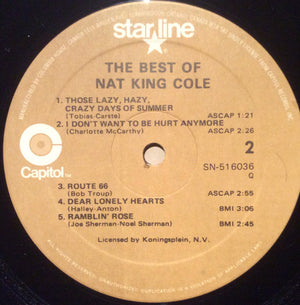 star line
THE BEST OF
NAT KING COLE
1. THOSE LAZY, HAZY,
CRAZY DAYS OF SUMMER
(Tobias-Carste) ASCAP 1:21
2. I DON'T WANT TO BE HURT ANYMORE
(Charlotte McCarthy) ASCAP 2:26
2
Capitol
SN-516036
Q
3. ROUTE 66
(Bob Troup) ASCAP 2:55
4. DEAR LONELY HEARTS
(Halley-Anton) BMI 3:06
5. RAMBLIN' ROSE
(Joe Sherman-Noel Sherman) BMI 2:45
Licensed by Koningsplein, N.V.